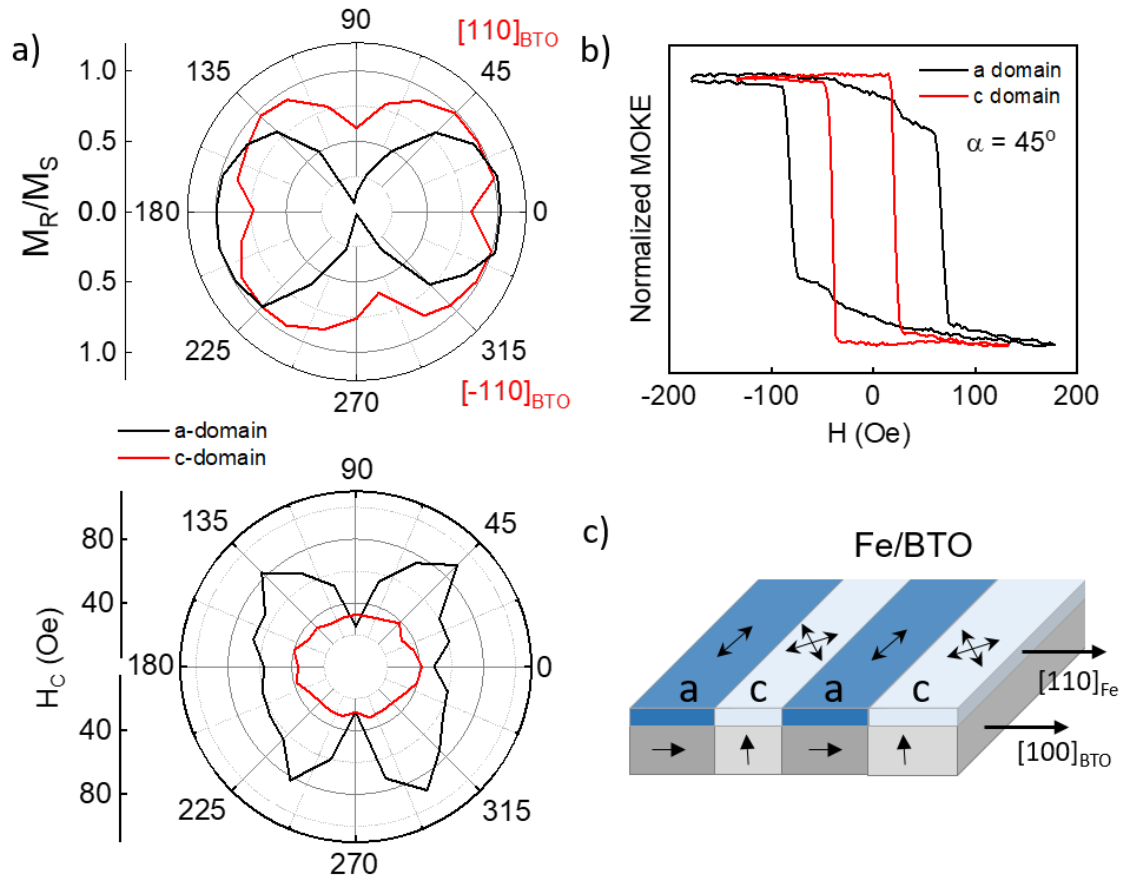 a)
90
[110]BTO
135
45
1.0
0.5
0.0
0.5
1.0
MR/MS
180
0
225
315
270
[-110]BTO
a-domain
c-domain
90
135
45
80
40
40
80
HC (Oe)
180
0
225
315
270
b)
Normalized MOKE
a domain
c domain
α = 45º
-200 -100 0 100 200
H (Oe)
c)
Fe/BTO
a c a c
[110]Fe
[100]BTO